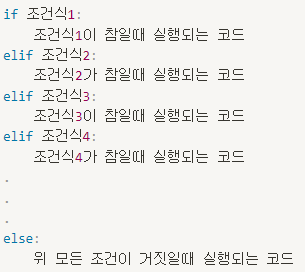 if 조건식1:
    조건식1이 참일때 실행되는 코드
elif 조건식2:
    조건식2가 참일때 실행되는 코드
elif 조건식3:
    조건식3이 참일때 실행되는 코드
elif 조건식4:
    조건식4가 참일때 실행되는 코드
.
.
.
else:
    위 모든 조건이 거짓일때 실행되는 코드